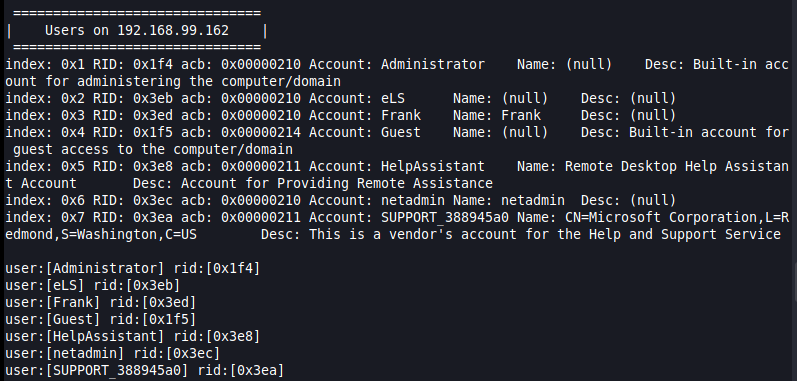 ==============================
|    Users on 192.168.99.162    |
==============================
index: 0x1 RID: 0x1f4 acb: 0x00000210 Account: Administrator    Name: (null)    Desc: Built-in acc
ount for administering the computer/domain
index: 0x2 RID: 0x3eb acb: 0x00000210 Account: eLS      Name: (null)    Desc: (null)
index: 0x3 RID: 0x3ed acb: 0x00000210 Account: Frank    Name: Frank     Desc: (null)
index: 0x4 RID: 0x1f5 acb: 0x00000214 Account: Guest    Name: (null)    Desc: Built-in account for
 guest access to the computer/domain
index: 0x5 RID: 0x3e8 acb: 0x00000211 Account: HelpAssistant    Name: Remote Desktop Help Assistan
t Account       Desc: Account for Providing Remote Assistance
index: 0x6 RID: 0x3ec acb: 0x00000210 Account: netadmin Name: netadmin  Desc: (null)
index: 0x7 RID: 0x3ea acb: 0x00000211 Account: SUPPORT_388945a0 Name: CN=Microsoft Corporation,L=R
edmond,S=Washington,C=US        Desc: This is a vendor's account for the Help and Support Service

user:[Administrator] rid:[0x1f4]
user:[eLS] rid:[0x3eb]
user:[Frank] rid:[0x3ed]
user:[Guest] rid:[0x1f5]
user:[HelpAssistant] rid:[0x3e8]
user:[netadmin] rid:[0x3ec]
user:[SUPPORT_388945a0] rid:[0x3ea]